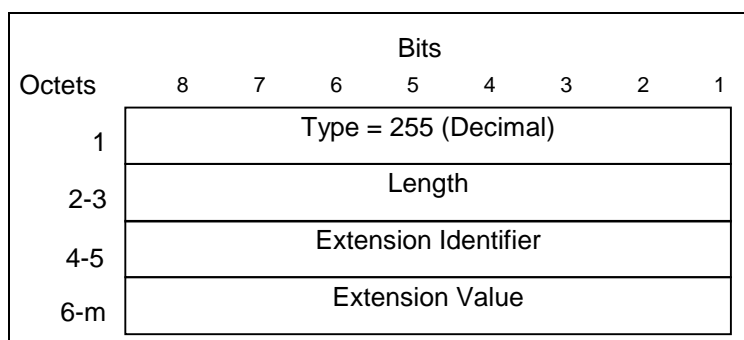 Bits
Octets 8 7 6 5 4 3 2 1
1 Type = 255 (Decimal)
2-3 Length
4-5 Extension Identifier
6-m Extension Value